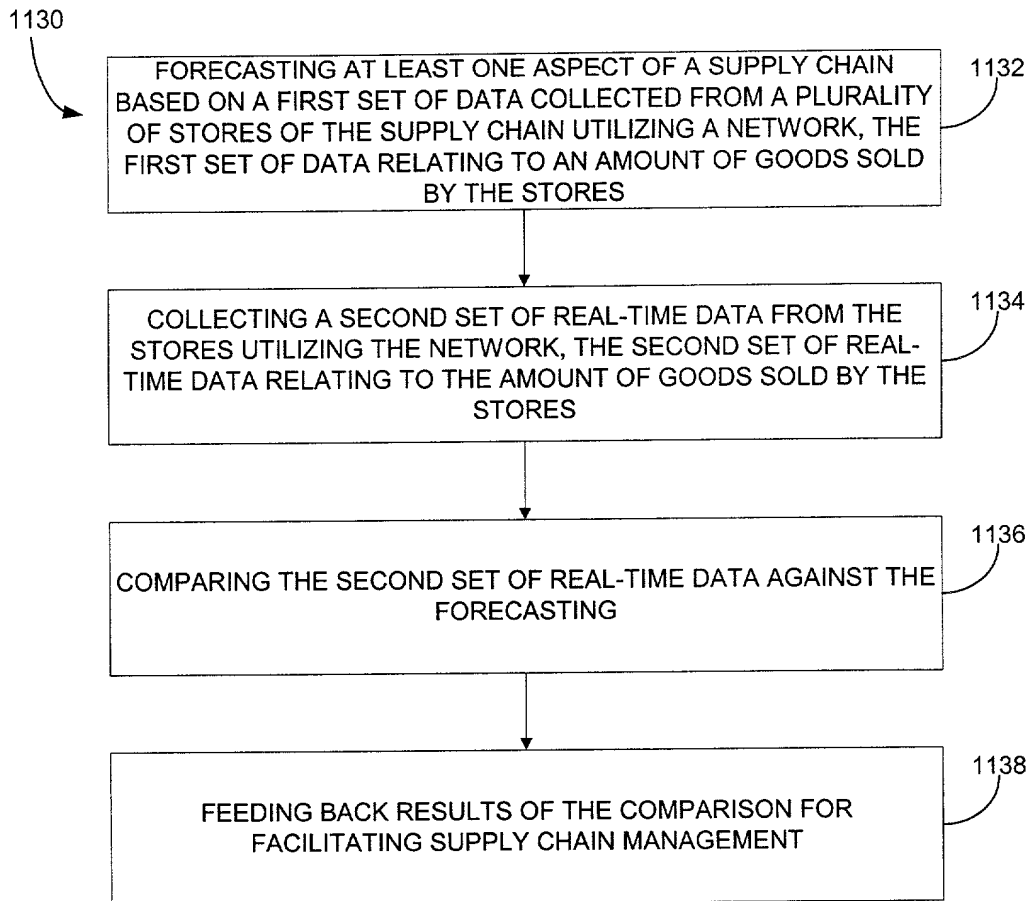 1130
FORECASTING AT LEAST ONE ASPECT OF A SUPPLY CHAIN
BASED ON A FIRST SET OF DATA COLLECTED FROM A PLURALITY
OF STORES OF THE SUPPLY CHAIN UTILIZING A NETWORK, THE
FIRST SET OF DATA RELATING TO AN AMOUNT OF GOODS SOLD
BY THE STORES
1132
COLLECTING A SECOND SET OF REAL-TIME DATA FROM THE
STORES UTILIZING THE NETWORK, THE SECOND SET OF REAL-
TIME DATA RELATING TO THE AMOUNT OF GOODS SOLD BY THE
STORES
1134
COMPARING THE SECOND SET OF REAL-TIME DATA AGAINST THE
FORECASTING
1136
FEEDING BACK RESULTS OF THE COMPARISON FOR
FACILITATING SUPPLY CHAIN MANAGEMENT
1138